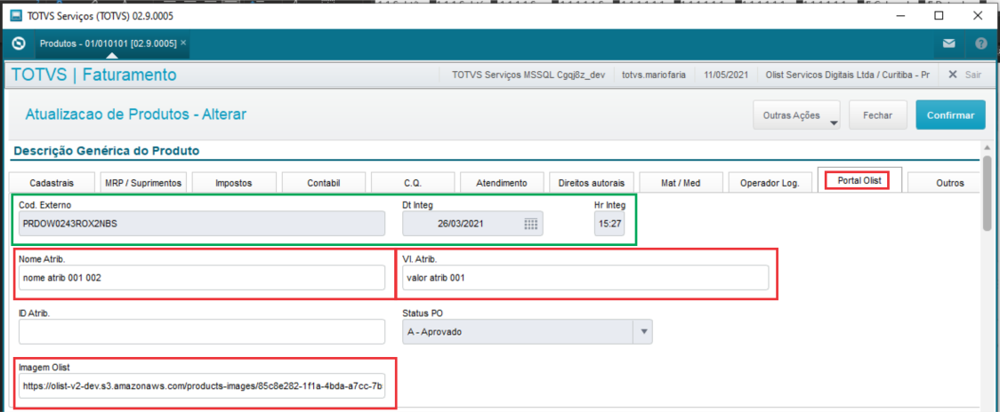 TOTVS Serviços (TOTVS) 02.9.0005
Produtos - 01/010101 [02.9.0005] ×
TOTVS | Faturamento
TOTVS Serviços MSSQL Cgqj8z_dev totvs.mariofaria 11/05/2021 Olist Servicos Digitais Ltda / Curitiba - Pr Sair
Atualizacao de Produtos - Alterar
Outras Ações Fechar Confirmar
Descrição Genérica do Produto
Cadastrais MRP / Suprimentos Impostos Contabil C.Q. Atendimento Direitos autorais Mat / Med Operador Log. Portal Olist Outros
Cod. Externo Dt Integ Hr Integ
PRDOW0243ROX2NBS 26/03/2021 15:27
Nome Atrib. Vl. Atrib.
nome atrib 001 002 valor atrib 001
ID Atrib. Status PO
A - Aprovado
Imagem Olist
https://olist-v2-dev.s3.amazonaws.com/products-images/85c8e282-1f1a-4bda-a7cc-7b